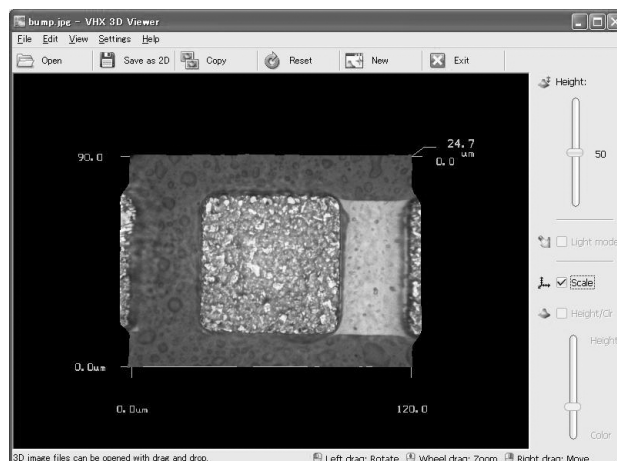 bump.jpg - VHX 3D Viewer
File Edit View Settings Help
Open Save as 2D Copy Reset New Exit
Height:
24.7
90.0 μm
0.0
50
Light mode
Scale
Height/Clr
Height
0.0um
0.0um 120.0
Color
3D image files can be opened with drag and drop. Left drag: Rotate Wheel drag: Zoom Right drag: Move